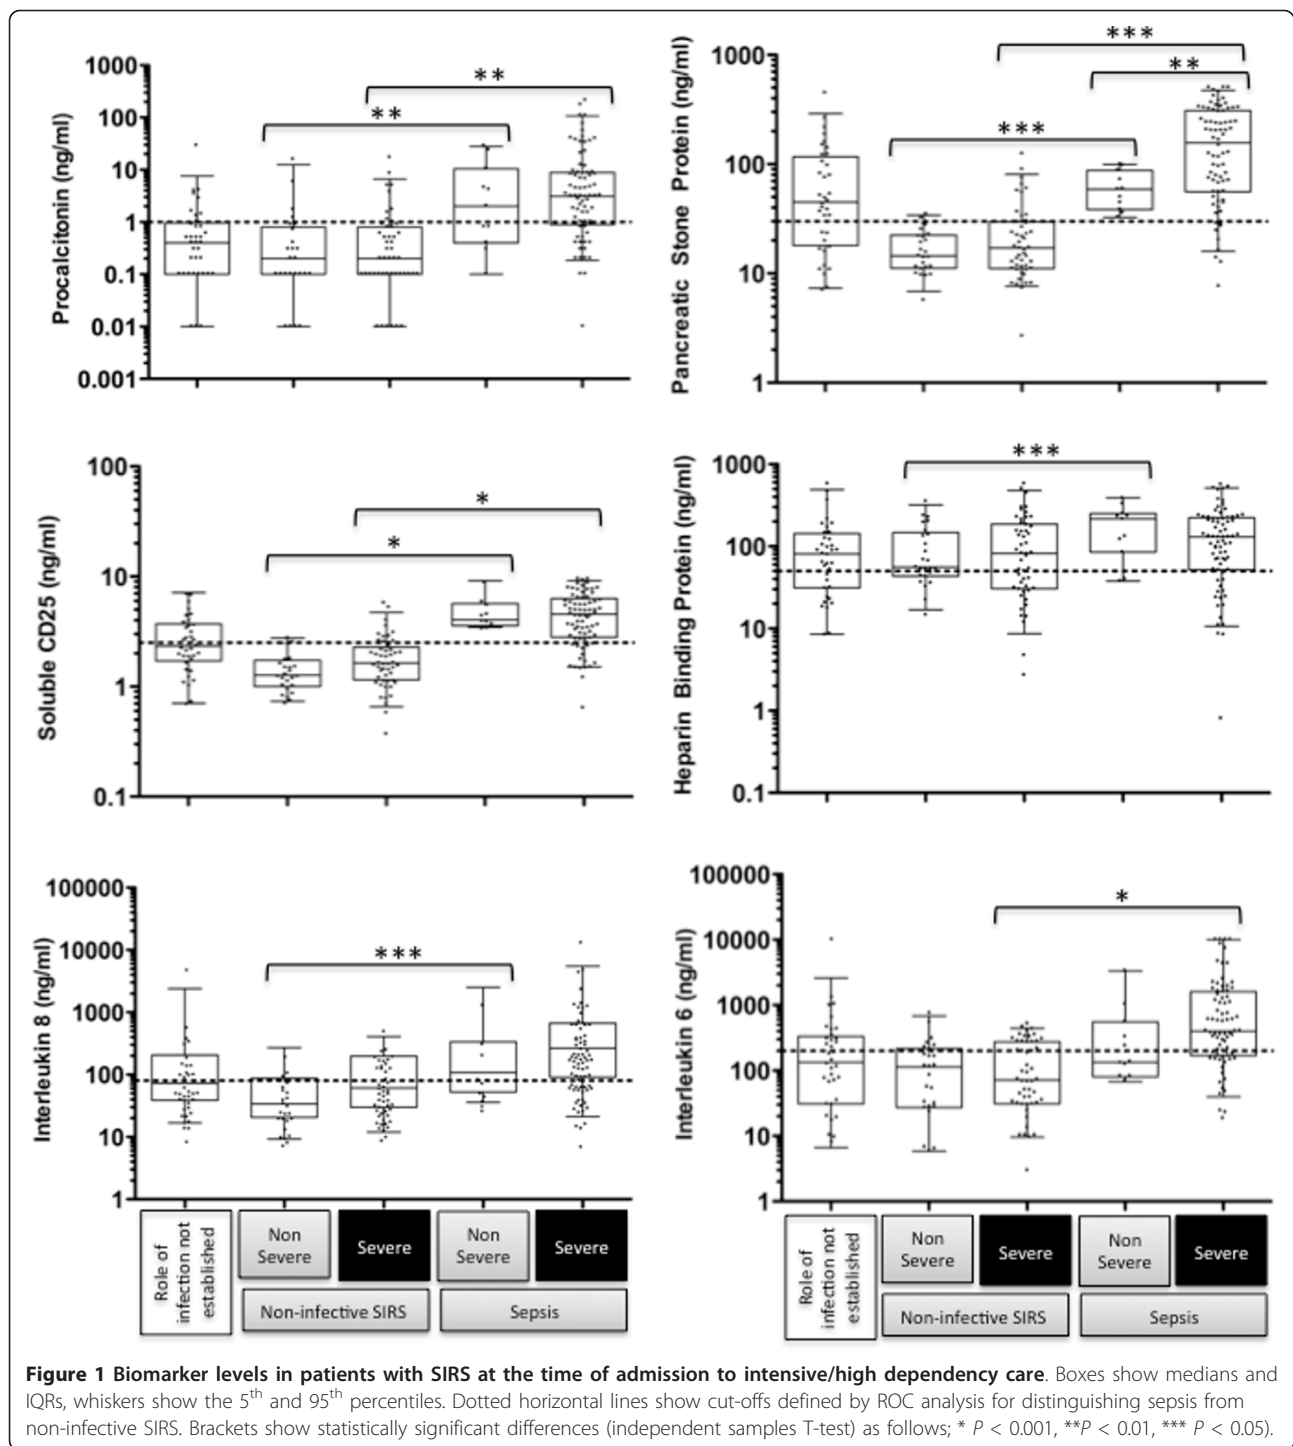 Procalcitonin (ng/ml)
1000
100
10
1
0.1
0.01
0.001
**
**
Pancreatic Stone Protein (ng/ml)
1000
100
10
1
***
**
***
Soluble CD25 (ng/ml)
100
10
1
0.1
*
*
Heparin Binding Protein (ng/ml)
1000
100
10
1
0.1
***
Interleukin 8 (ng/ml)
100000
10000
1000
100
10
1
***
Role of
infection not
established
Non
Severe
Severe
Non
Severe
Severe
Non-infective SIRS
Sepsis
Interleukin 6 (ng/ml)
100000
10000
1000
100
10
1
*
Role of
infection not
established
Non
Severe
Severe
Non
Severe
Severe
Non-infective SIRS
Sepsis
Figure 1 Biomarker levels in patients with SIRS at the time of admission to intensive/high dependency care. Boxes show medians and
IQRs, whiskers show the 5th and 95th percentiles. Dotted horizontal lines show cut-offs defined by ROC analysis for distinguishing sepsis from
non-infective SIRS. Brackets show statistically significant differences (independent samples T-test) as follows; * P < 0.001, **P < 0.01, *** P < 0.05).